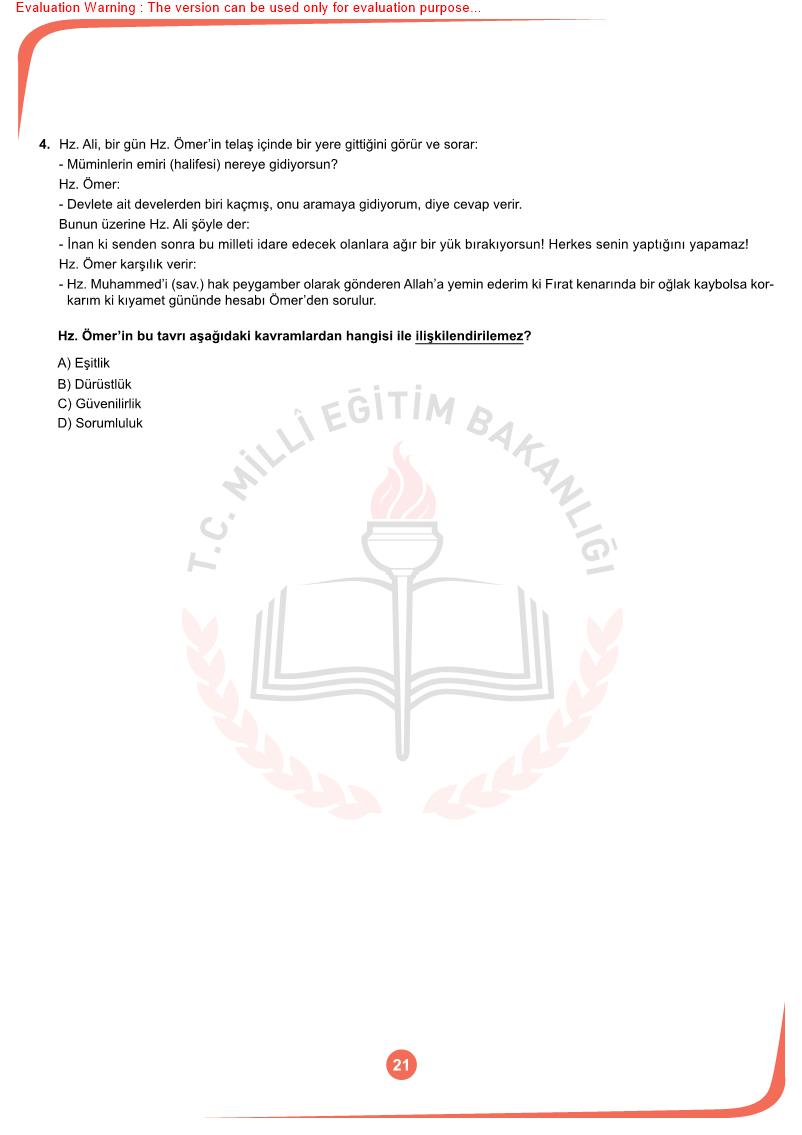 Evaluation Warning : The version can be used only for evaluation purpose...
4. Hz. Ali, bir gün Hz. Ömer'in telaş içinde bir yere gittiğini görür ve sorar:
- Müminlerin emiri (halifesi) nereye gidiyorsun?
Hz. Ömer:
- Devlete ait develerden biri kaçmış, onu aramaya gidiyorum, diye cevap verir.
Bunun üzerine Hz. Ali şöyle der:
- İnan ki senden sonra bu milleti idare edecek olanlara ağır bir yük bırakıyorsun! Herkes senin yaptığını yapamaz!
Hz. Ömer karşılık verir:
- Hz. Muhammed'i (sav.) hak peygamber olarak gönderen Allah'a yemin ederim ki Fırat kenarında bir oğlak kaybolsa kor-
karım ki kıyamet gününde hesabı Ömer'den sorulur.
Hz. Ömer'in bu tavrı aşağıdaki kavramlardan hangisi ile ilişkilendirilemez?
A) Eşitlik
B) Dürüstlük
C) Güvenilirlik
D) Sorumluluk
T.C. MİLLÎ EĞİTİM BAKANLIĞI
21